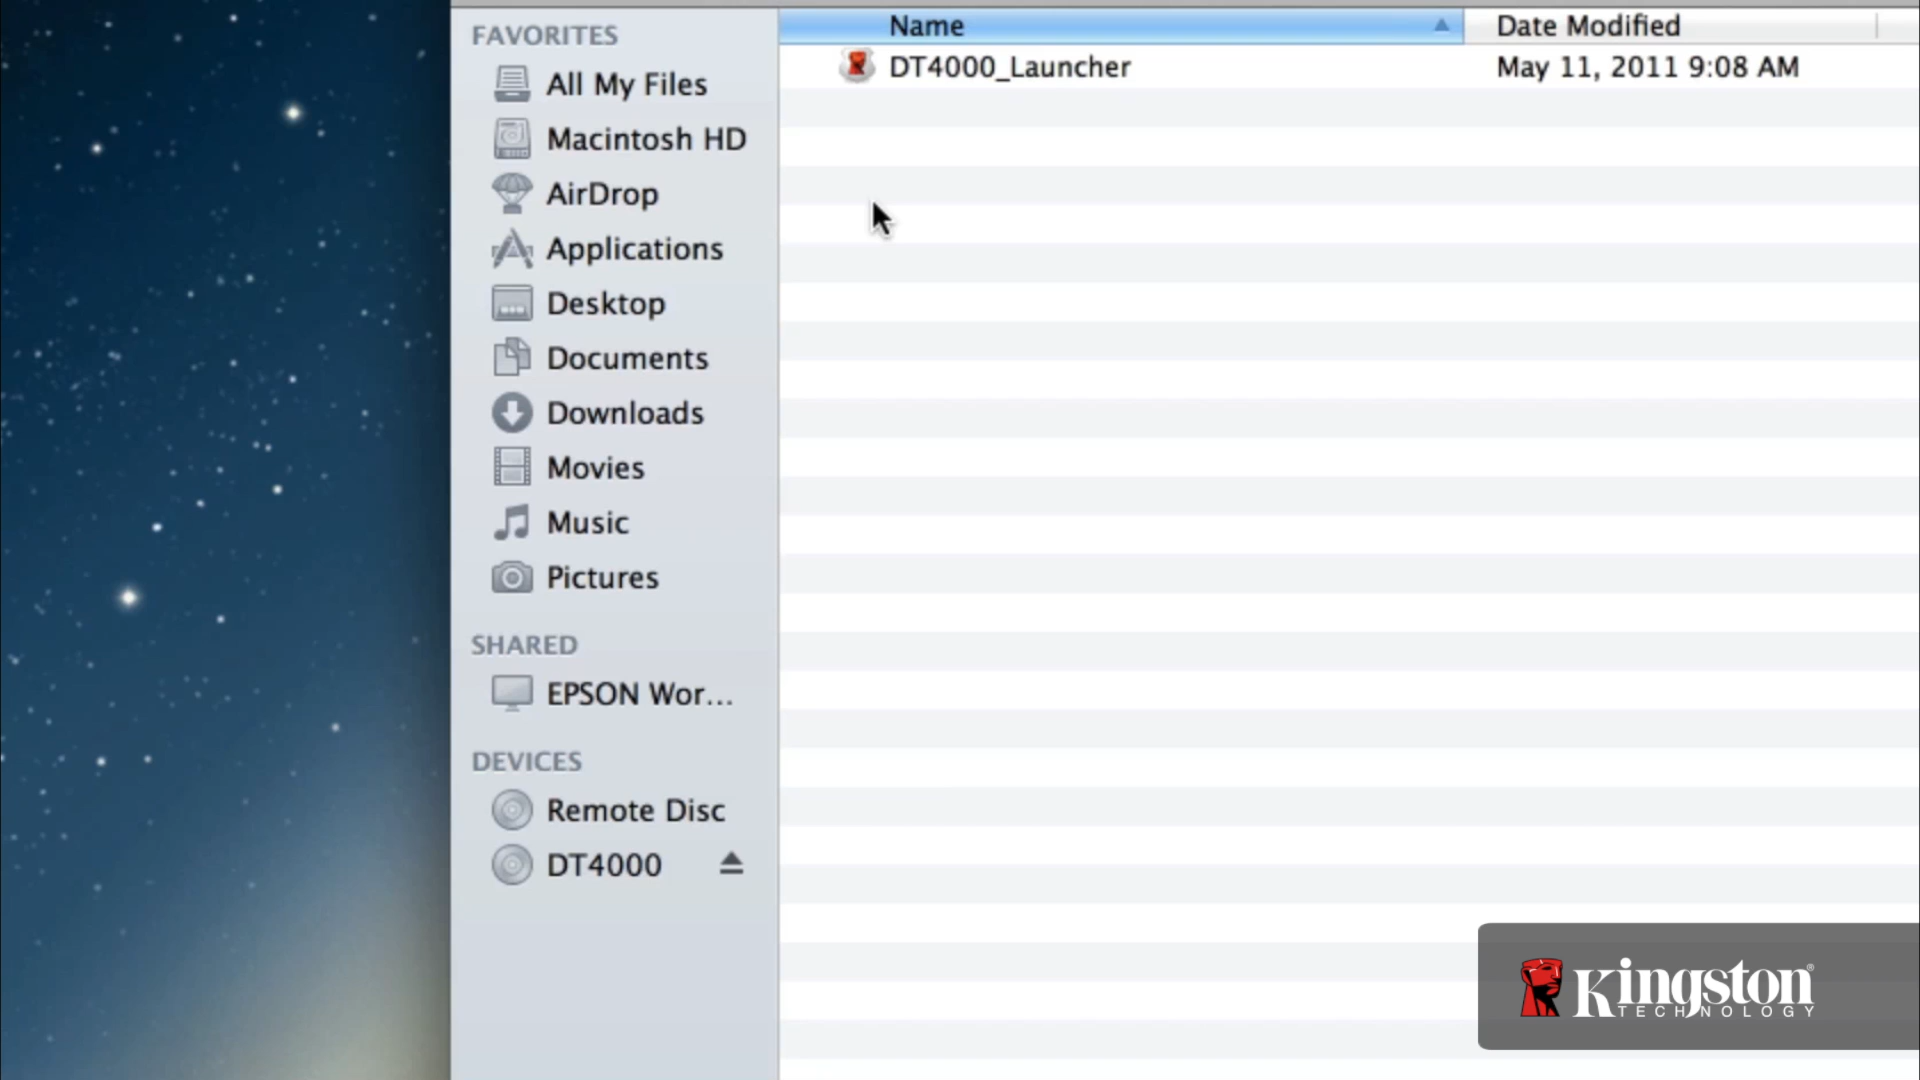 FAVORITES
All My Files
Macintosh HD
AirDrop
Applications
Desktop
Documents
Downloads
Movies
Music
Pictures
SHARED
EPSON Wor...
DEVICES
Remote Disc
DT4000
Name Date Modified
DT4000_Launcher May 11, 2011 9:08 AM
Kingston®
TECHNOLOGY